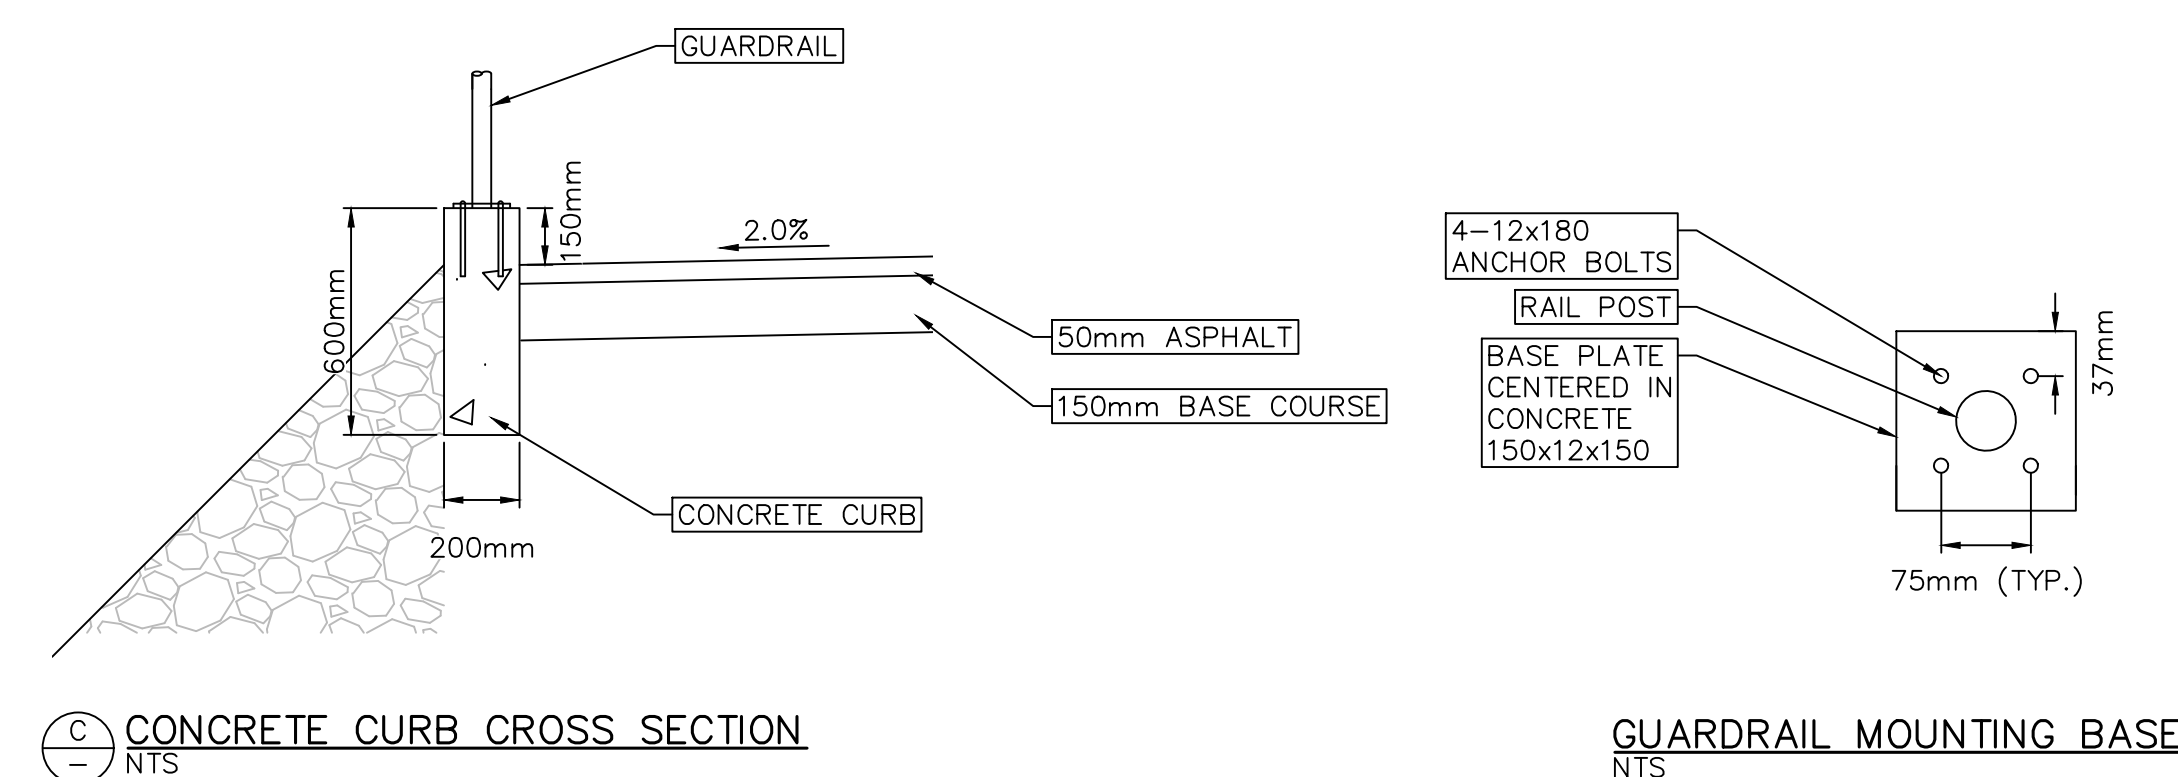 GUARDRAIL
150mm
2.0%
600mm
50mm ASPHALT
150mm BASE COURSE
CONCRETE CURB
200mm
C
–
CONCRETE CURB CROSS SECTION
NTS
4-12x180
ANCHOR BOLTS
RAIL POST
BASE PLATE
CENTERED IN
CONCRETE
150x12x150
37mm
75mm (TYP.)
GUARDRAIL MOUNTING BASE
NTS